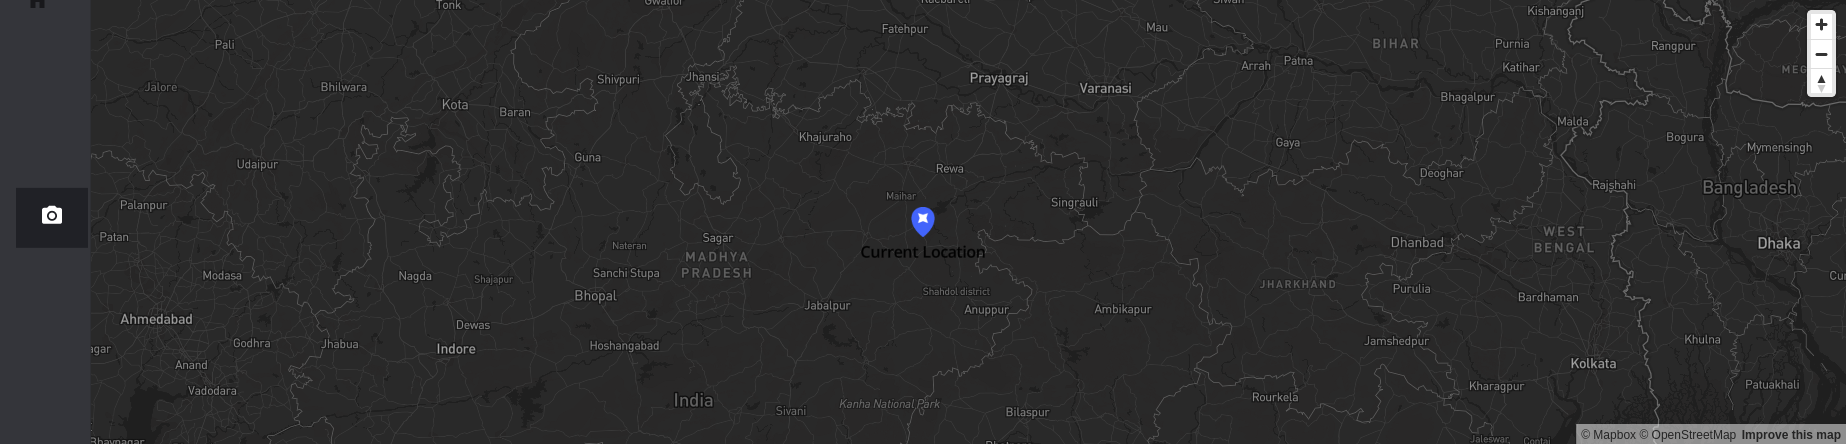 Tonk
Pali
Fatehpur
Mau
BIHAR
Purnia
Kishanganj
Rangpur
Jalore
Bhilwara
Shivpuri
Jhansi
Prayagraj
Varanasi
Arrah
Patna
Katihar
Kota
Baran
Bhagalpur
Khajuraho
Malda
Bogura
Mymensingh
Udaipur
Guna
Rewa
Gaya
Deoghar
Rajshahi
Bangladesh
Palanpur
Maihar
Singrauli
Patan
Nateran
Sagar
Current Location
Dhanbad
WEST
BENGAL
Dhaka
MADHYA
PRADESH
Modasa
Nagda
Shajapur
Sanchi Stupa
Bhopal
Jabalpur
Shahdol district
Anuppur
Ambikapur
JHARKHAND
Purulia
Bardhaman
Ahmedabad
Dewas
Godhra
Jhabua
Indore
Hoshangabad
Jamshedpur
Khulna
Anand
Kolkata
Vadodara
India
Sivani
Kanha National Park
Bilaspur
Rourkela
Kharagpur
Patuakhali
© Mapbox © OpenStreetMap Improve this map